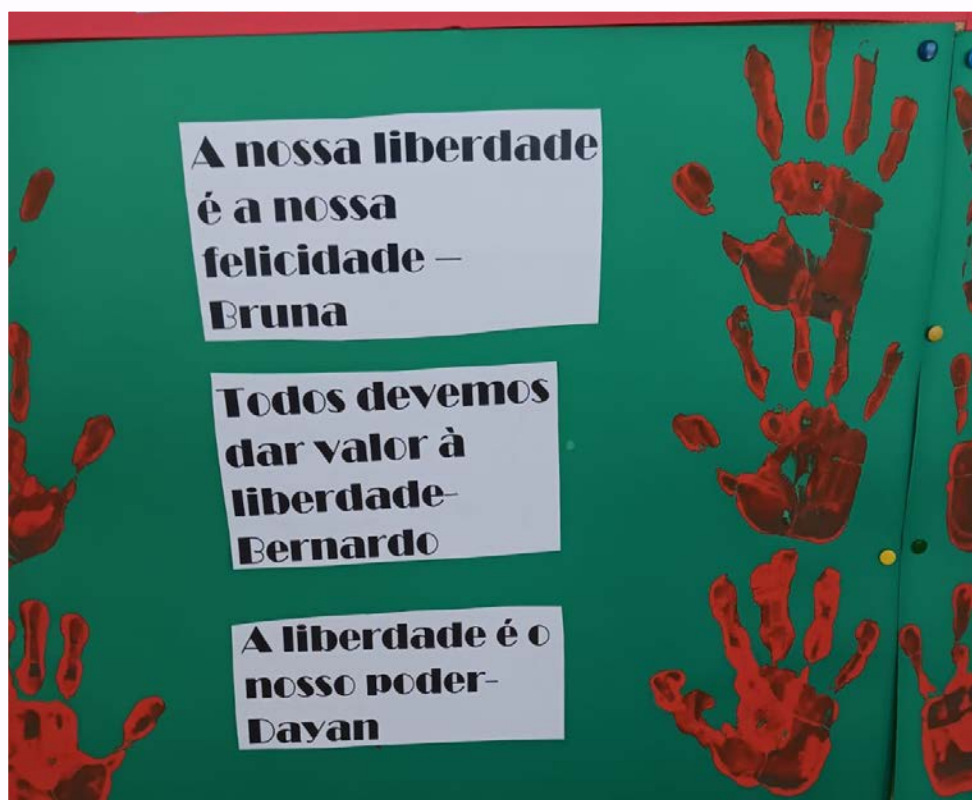 A nossa liberdade
é a nossa
felicidade –
Bruna
Todos devemos
dar valor à
liberdade-
Bernardo
A liberdade é o
nosso poder-
Dayan